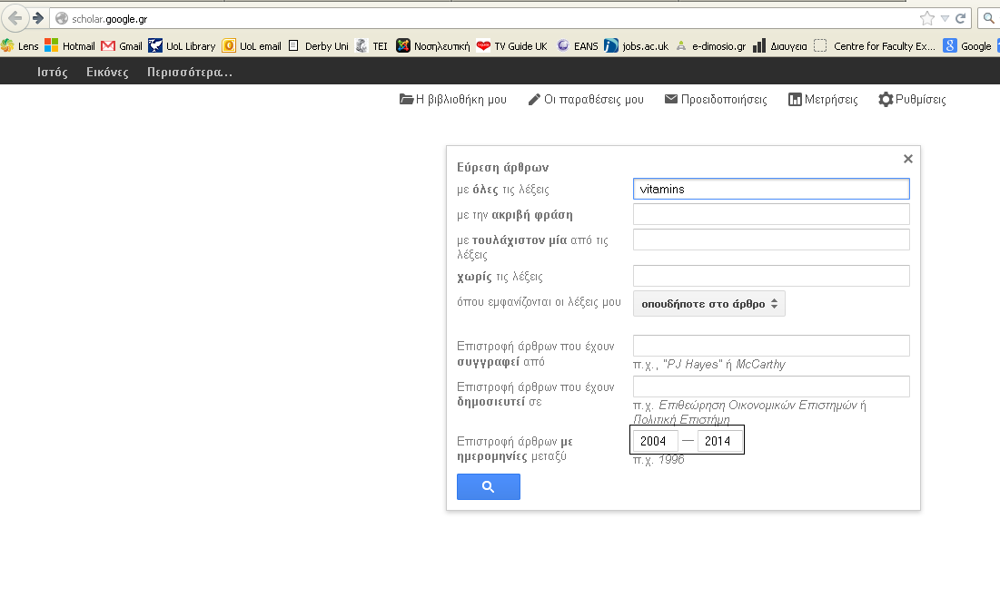 scholar.google.gr
Lens Hotmail Gmail UoL Library UoL email Derby Uni TEI Νοσηλευτική TV Guide UK EANS jobs.ac.uk e-dimosio.gr Διαυγεια Centre for Faculty Ex... Google
Ιστός Εικόνες Περισσότερα…
Η βιβλιοθήκη μου Οι παραθέσεις μου Προειδοποιήσεις Μετρήσεις Ρυθμίσεις
Εύρεση άρθρων
με όλες τις λέξεις vitamins
με την ακριβή φράση
με τουλάχιστον μία από τις
λέξεις
χωρίς τις λέξεις
όπου εμφανίζονται οι λέξεις μου οπουδήποτε στο άρθρο
Επιστροφή άρθρων που έχουν
συγγραφεί από
π.χ., "PJ Hayes" ή McCarthy
Επιστροφή άρθρων που έχουν
δημοσιευτεί σε
π.χ. Επιθεώρηση Οικονομικών Επιστημών ή
Πολιτική Επιστήμη
Επιστροφή άρθρων με
ημερομηνίες μεταξύ
2004 — 2014
π.χ. 1996